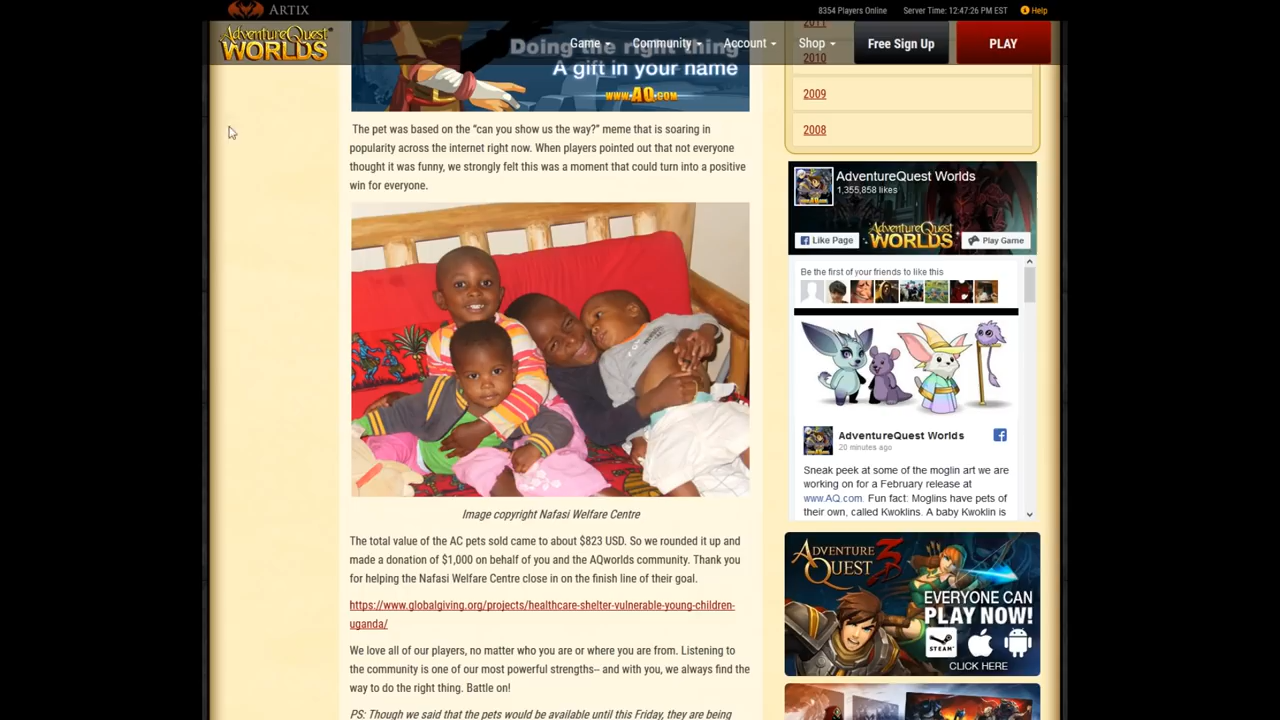 ARTIX
8354 Players Online
Server Time: 12:47:26 PM EST
Help
AdventureQuest
WORLDS
Game
Community
Account
Shop
Free Sign Up
PLAY
Doing the right thing
A gift in your name
WWW.AQ.COM
The pet was based on the “can you show us the way?” meme that is soaring in
popularity across the internet right now. When players pointed out that not everyone
thought it was funny, we strongly felt this was a moment that could turn into a positive
win for everyone.
Image copyright Nafasi Welfare Centre
The total value of the AC pets sold came to about $823 USD. So we rounded it up and
made a donation of $1,000 on behalf of you and the AQworlds community. Thank you
for helping the Nafasi Welfare Centre close in on the finish line of their goal.
https://www.globalgiving.org/projects/healthcare-shelter-vulnerable-young-children-
uganda/
We love all of our players, no matter who you are or where you are from. Listening to
the community is one of our most powerful strengths-- and with you, we always find the
way to do the right thing. Battle on!
PS: Though we said that the pets would be available until this Friday, they are being
2011
2010
2009
2008
AdventureQuest Worlds
1,355,858 likes
AdventureQuest
WORLDS
Like Page
Play Game
Be the first of your friends to like this
AdventureQuest Worlds
20 minutes ago
Sneak peek at some of the moglin art we are
working on for a February release at
www.AQ.com. Fun fact: Moglins have pets of
their own, called Kwoklins. A baby Kwoklin is
ADVENTURE
QUEST 3D
EVERYONE CAN
PLAY NOW!
STEAM
CLICK HERE